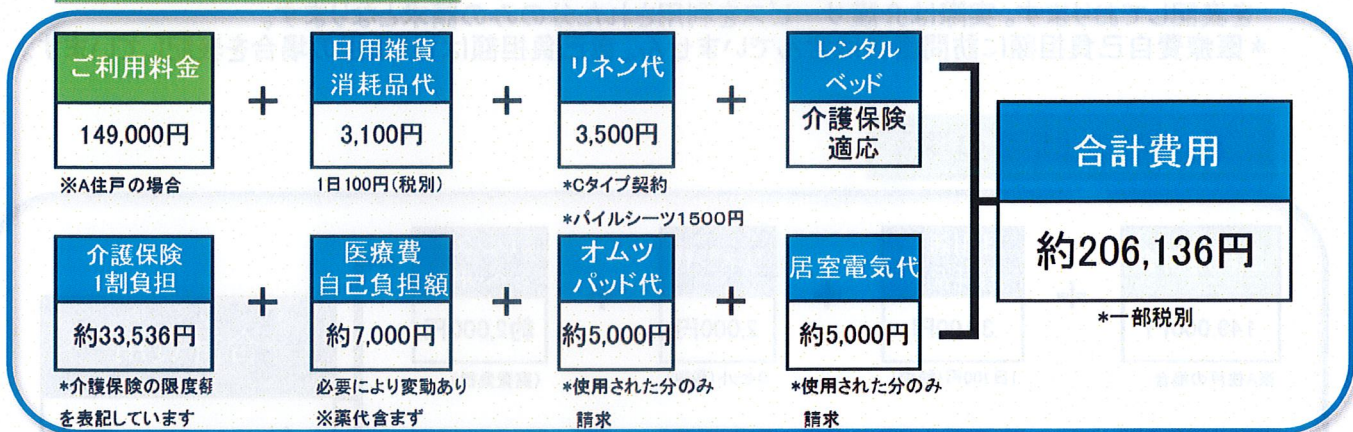 ご利用料金
149,000円
※A住戸の場合
+
日用雑貨
消耗品代
3,100円
1日100円(税別)
+
リネン代
3,500円
*Cタイプ契約
*パイルシーツ1500円
+
レンタル
ベッド
介護保険
適応
介護保険
1割負担
約33,536円
*介護保険の限度額
を表記しています
+
医療費
自己負担額
約7,000円
必要により変動あり
※薬代含まず
+
オムツ
パッド代
約5,000円
*使用された分のみ
請求
+
居室電気代
約5,000円
*使用された分のみ
請求
合計費用
約206,136円
*一部税別